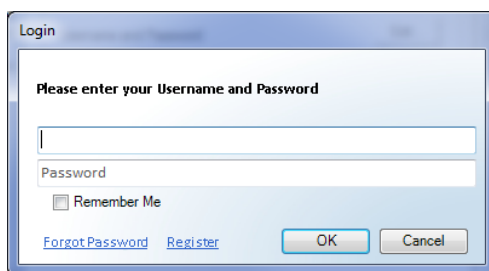 Login
Please enter your Username and Password
Password
Remember Me
Forgot Password Register OK Cancel